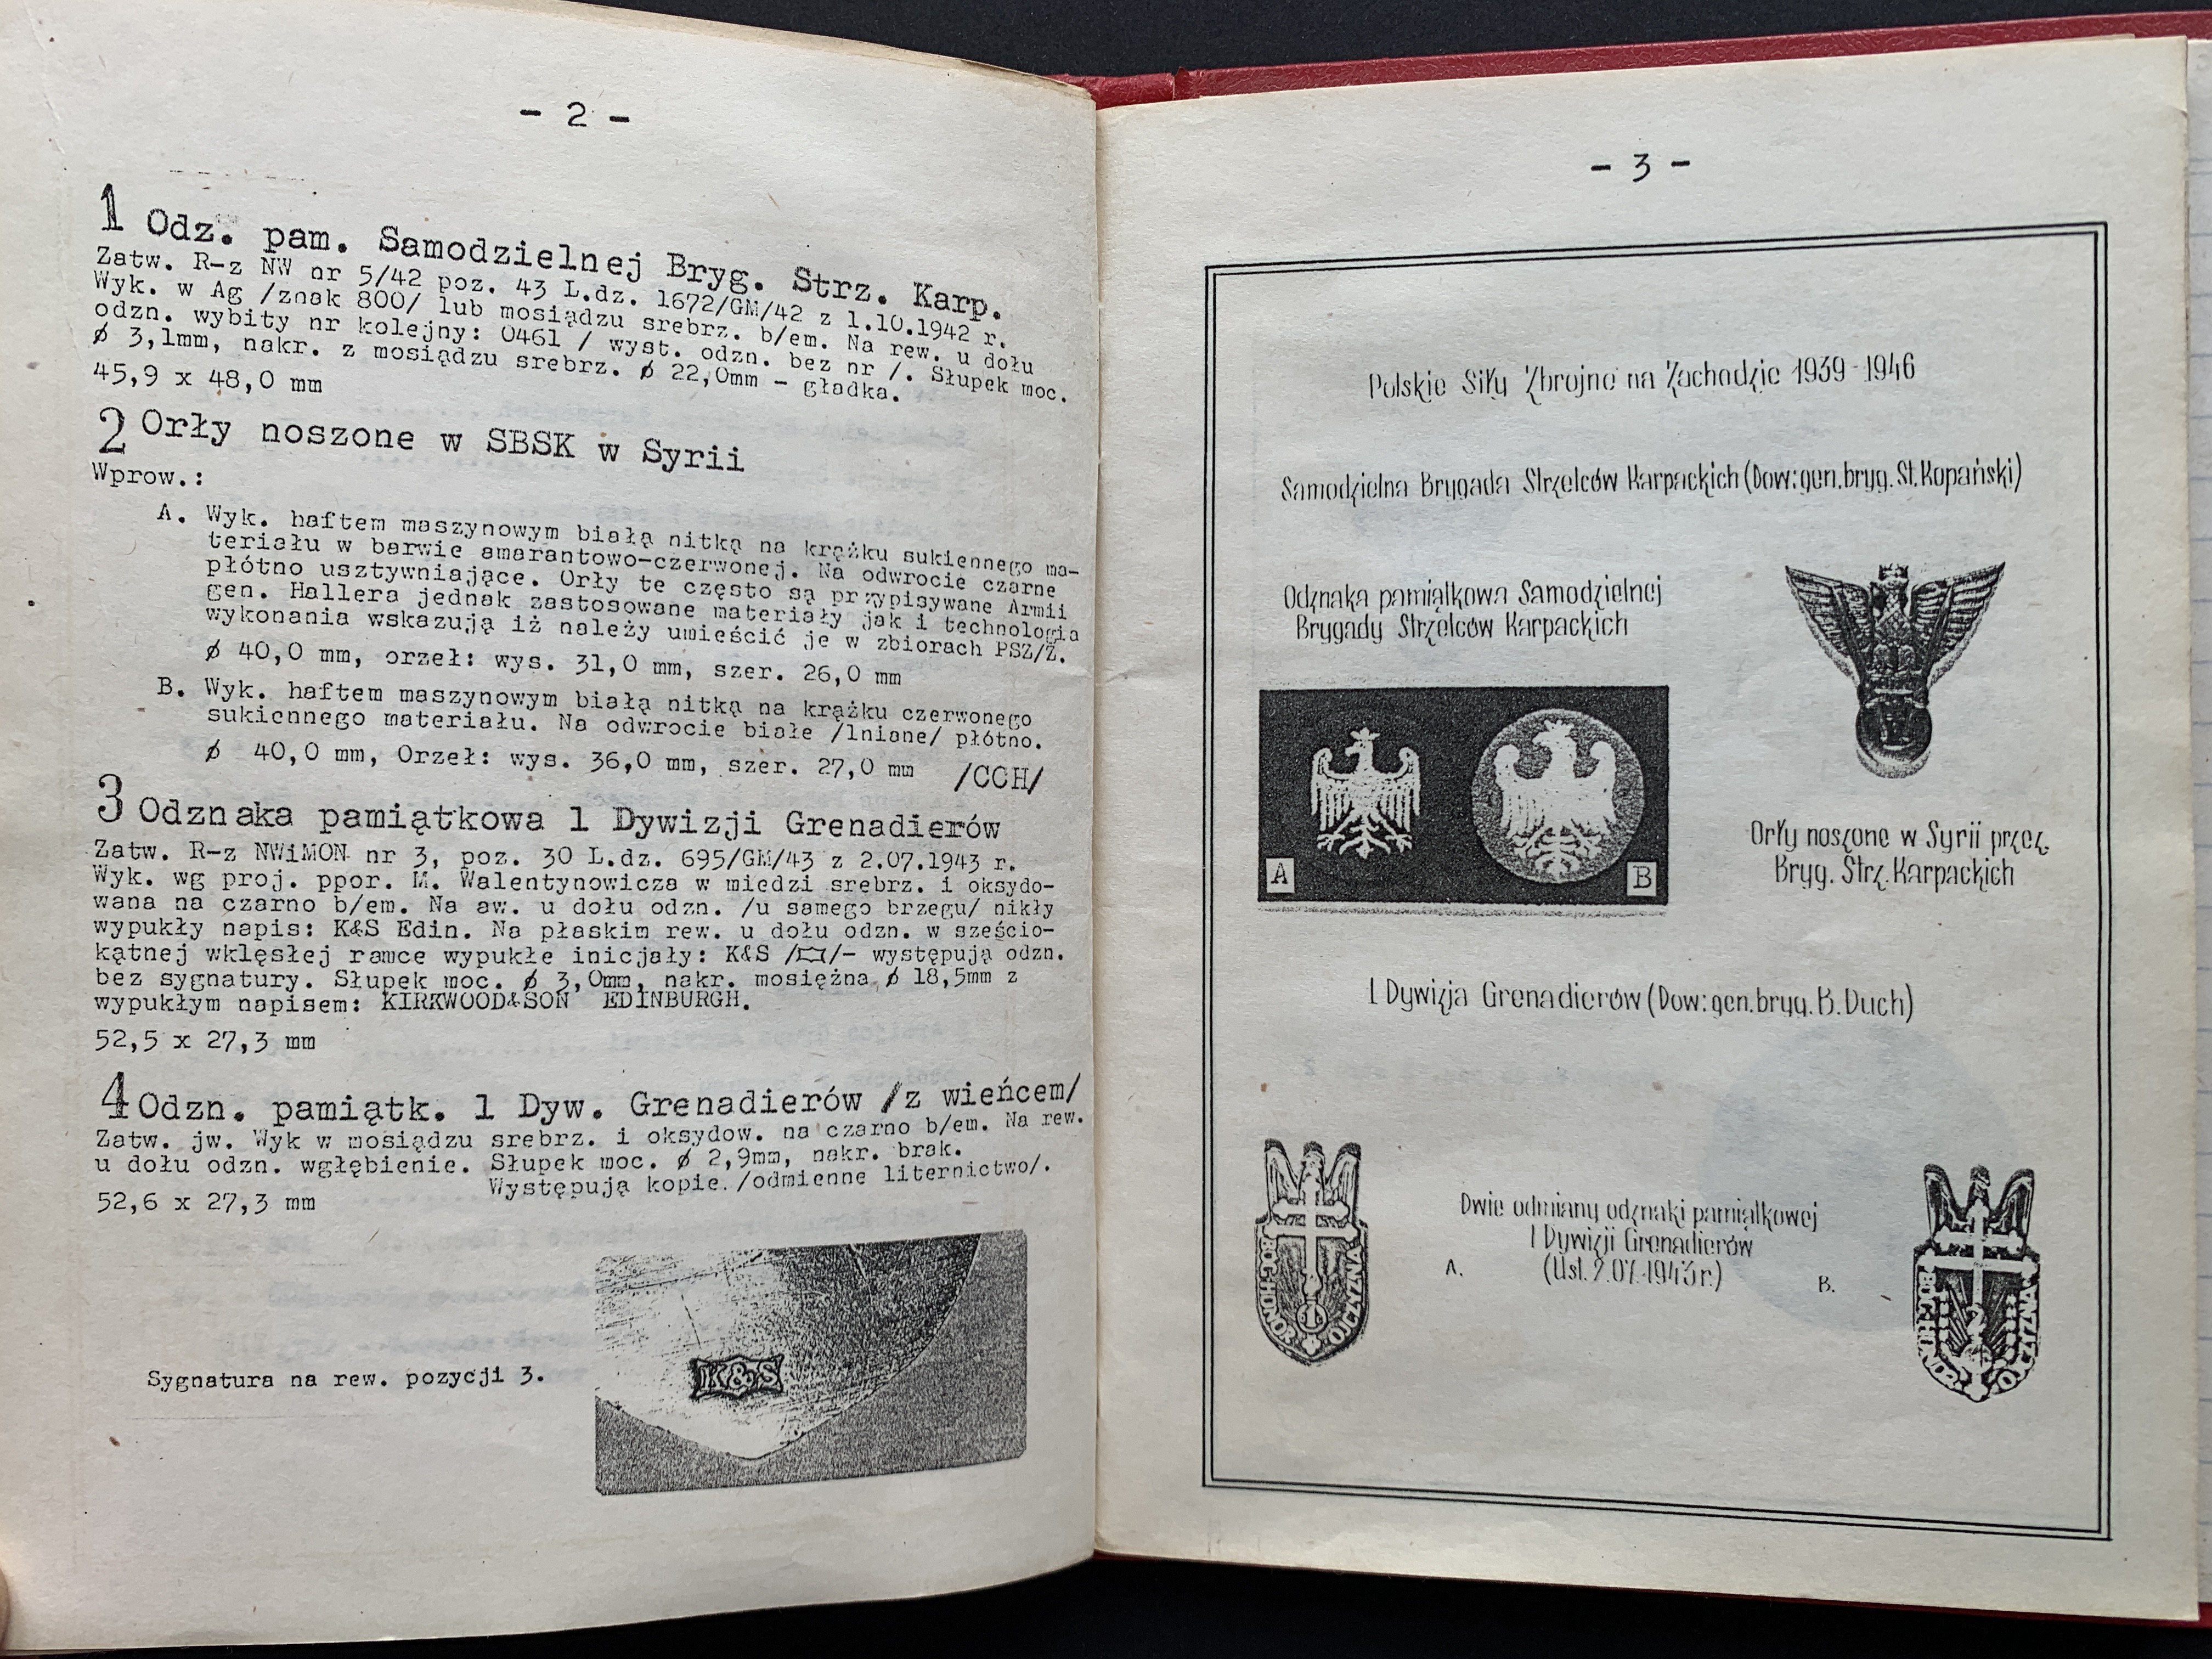 - 2 -
1 Odz. pam. Samodzielnej Bryg. Strz. Karp.
Zatw. R-z NW nr 5/42 poz. 43 L.dz. 1672/GM/42 z 1.10.1942 r.
Wyk. w Ag /znak 800/ lub mosiądzu srebrz. b/em. Na rew. u dołu
odzn. wybity nr kolejny: 0461 / wyst. odzn. bez nr /. Słupek moc.
ø 3,1mm, nakr. z mosiądzu srebrz. ø 22,0mm - gładka.
45,9 x 48,0 mm
2 Orły noszone w SBSK w Syrii
Wprow.:
A. Wyk. haftem maszynowym białą nitką na krążku sukiennego ma-
teriału w barwie amarantowo-czerwonej. Na odwrocie czarne
płótno usztywniające. Orły te często są przypisywane Armii
gen. Hallera jednak zastosowane materiały jak i technologia
wykonania wskazują iż należy umieścić je w zbiorach PSZ/Z.
ø 40,0 mm, orzeł: wys. 31,0 mm, szer. 26,0 mm
B. Wyk. haftem maszynowym białą nitką na krążku czerwonego
sukiennego materiału. Na odwrocie białe /lniane/ płótno.
ø 40,0 mm, Orzeł: wys. 36,0 mm, szer. 27,0 mm /CCH/
3 Odznaka pamiątkowa 1 Dywizji Grenadierów
Zatw. R-z NWiMON nr 3, poz. 30 L.dz. 695/GM/43 z 2.07.1943 r.
Wyk. wg proj. ppor. M. Walentynowicza w miedzi srebrz. i oksydo-
wana na czarno b/em. Na aw. u dołu odzn. /u samego brzegu/ nikły
wypukły napis: K&S Edin. Na płaskim rew. u dołu odzn. w sześcio-
kątnej wklęsłej ramce wypukłe inicjały: K&S / /- występują odzn.
bez sygnatury. Słupek moc. ø 3,0mm, nakr. mosiężna ø 18,5mm z
wypukłym napisem: KIRKWOOD&SON EDINBURGH.
52,5 x 27,3 mm
4 Odzn. pamiątk. 1 Dyw. Grenadierów /z wieńcem/
Zatw. jw. Wyk w mosiądzu srebrz. i oksydow. na czarno b/em. Na rew.
u dołu odzn. wgłębienie. Słupek moc. ø 2,9mm, nakr. brak.
Występują kopie. /odmienne liternictwo/.
52,6 x 27,3 mm
Sygnatura na rew. pozycji 3.
K&S
- 3 -
Polskie Siły Zbrojne na Zachodzie 1939-1946
Samodzielna Brygada Strzelców Karpackich (Dow: gen. bryg. St. Kopański)
Odznaka pamiątkowa Samodzielnej
Brygady Strzelców Karpackich
A
B
Orły noszone w Syrii przez
Bryg. Strz. Karpackich
1 Dywizja Grenadierów (Dow: gen. bryg. B. Duch)
BÓG HONOR OJCZYZNA
Dwie odmiany odznaki pamiątkowej
1 Dywizji Grenadierów
A. (Ust. 2.07.1943r.) B.
BÓG HONOR OJCZYZNA